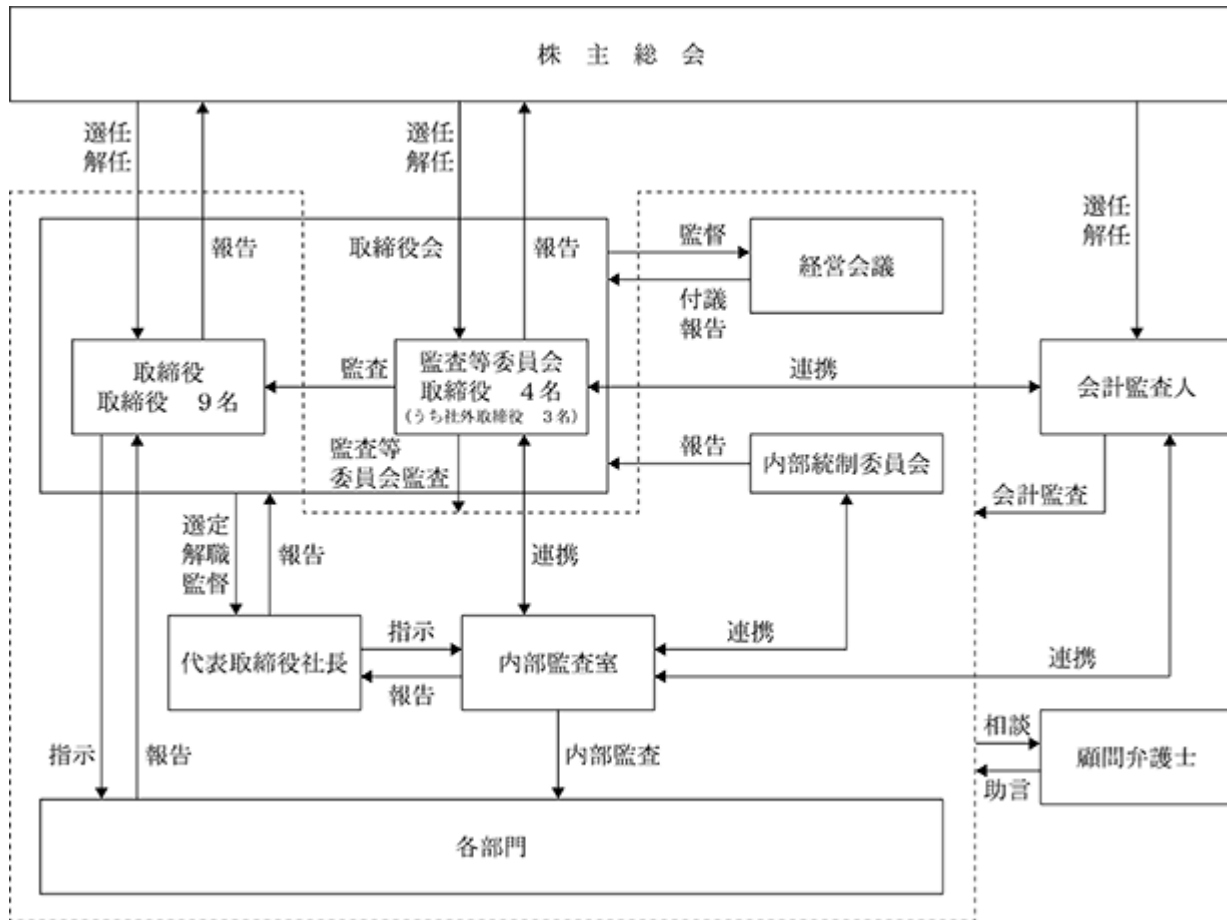 株 主 総 会
選任
解任
選任
解任
選任
解任
報告
取締役会
報告
監督
付議
報告
経営会議
取締役
取締役 9名
監査
監査等委員会
取締役 4名
(うち社外取締役 3名)
連携
会計監査人
監査等
委員会監査
報告
内部統制委員会
会計監査
選定
解職
監督
報告
連携
代表取締役社長
指示
報告
内部監査室
連携
連携
指示
報告
内部監査
相談
助言
顧問弁護士
各部門